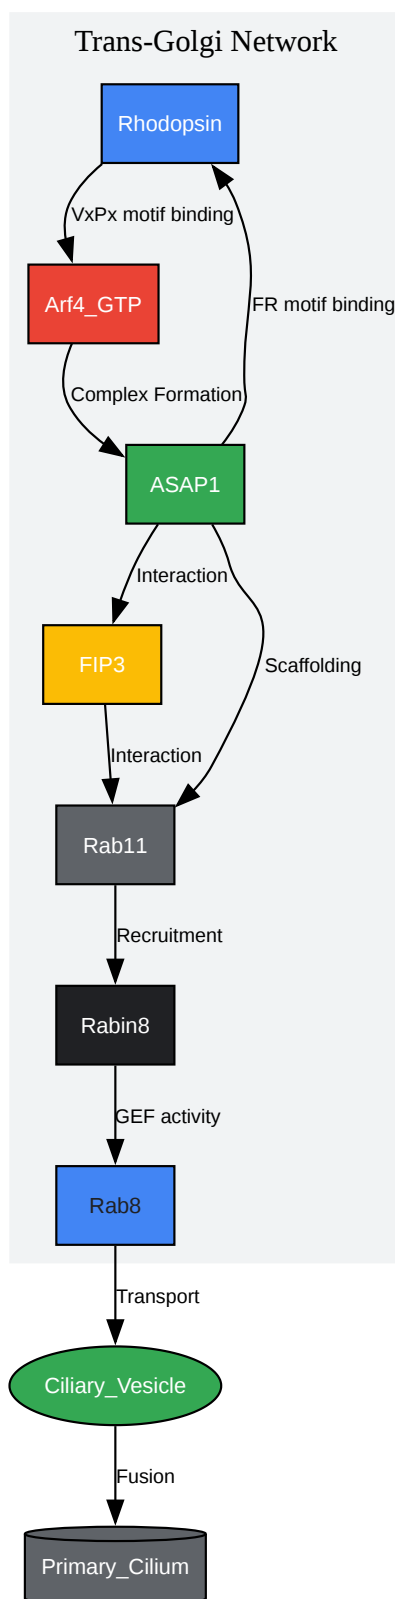 Trans-Golgi Network
Rhodopsin
VxPx motif binding
Arf4_GTP
FR motif binding
Complex Formation
ASAP1
Interaction
FIP3
Scaffolding
Interaction
Rab11
Recruitment
Rabin8
GEF activity
Rab8
Transport
Ciliary_Vesicle
Fusion
Primary_Cilium